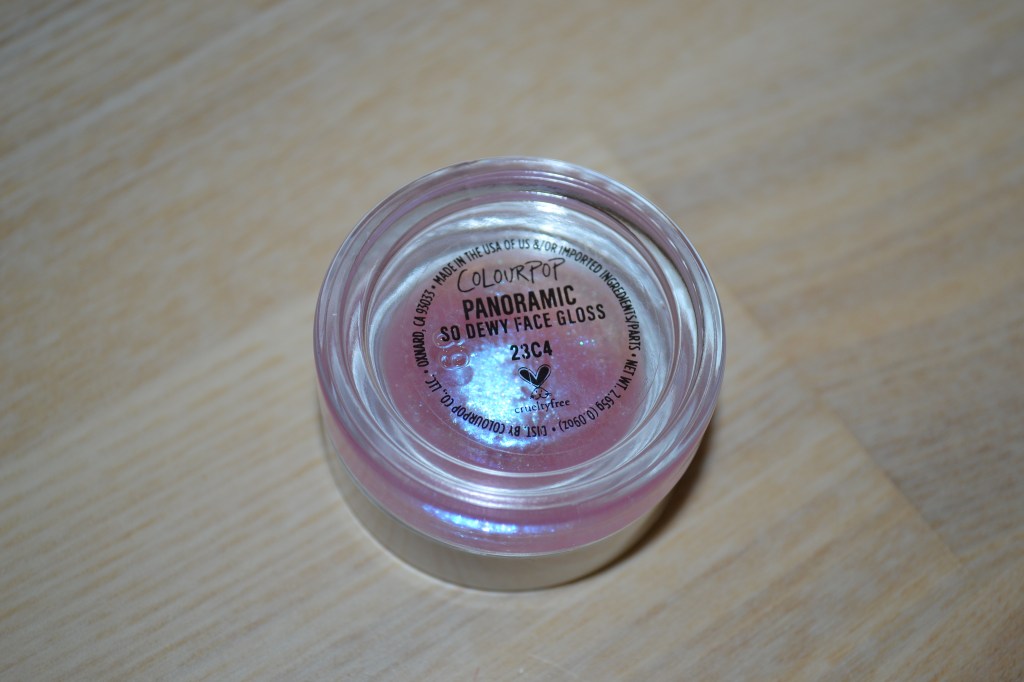 • MADE IN THE USA OF US &/OR IMPORTED INGREDIENTS/PARTS • NET WT. 2.65g (0.09oz) • DIST. BY COLOURPOP CO., LLC. • OXNARD, CA 93033
COLOURPOP
PANORAMIC
SO DEWY FACE GLOSS
23C4
crueltyfree